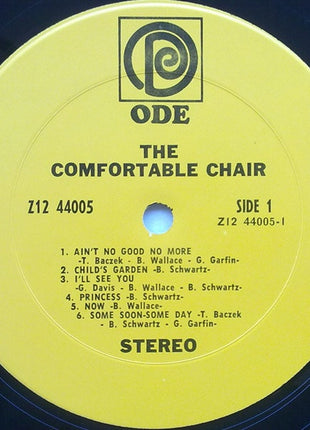 ODE
THE
COMFORTABLE CHAIR
Z12 44005
SIDE 1
Z12 44005-1
1. AIN'T NO GOOD NO MORE
-T. Baczek - B. Wallace - G. Garfin-
2. CHILD'S GARDEN -B. Schwartz-
3. I'LL SEE YOU
-G. Davis - B. Wallace - B. Schwartz-
4. PRINCESS -B. Schwartz-
5. NOW -B. Wallace-
6. SOME SOON-SOME DAY -T. Baczek
- B. Schwartz - G. Garfin-
STEREO